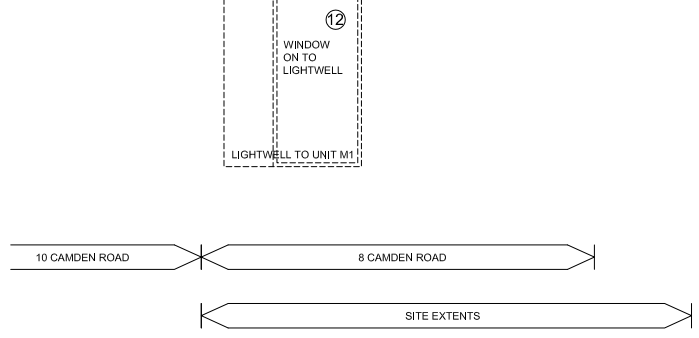 12
WINDOW
ON TO
LIGHTWELL
LIGHTWELL TO UNIT M1
10 CAMDEN ROAD
8 CAMDEN ROAD
SITE EXTENTS